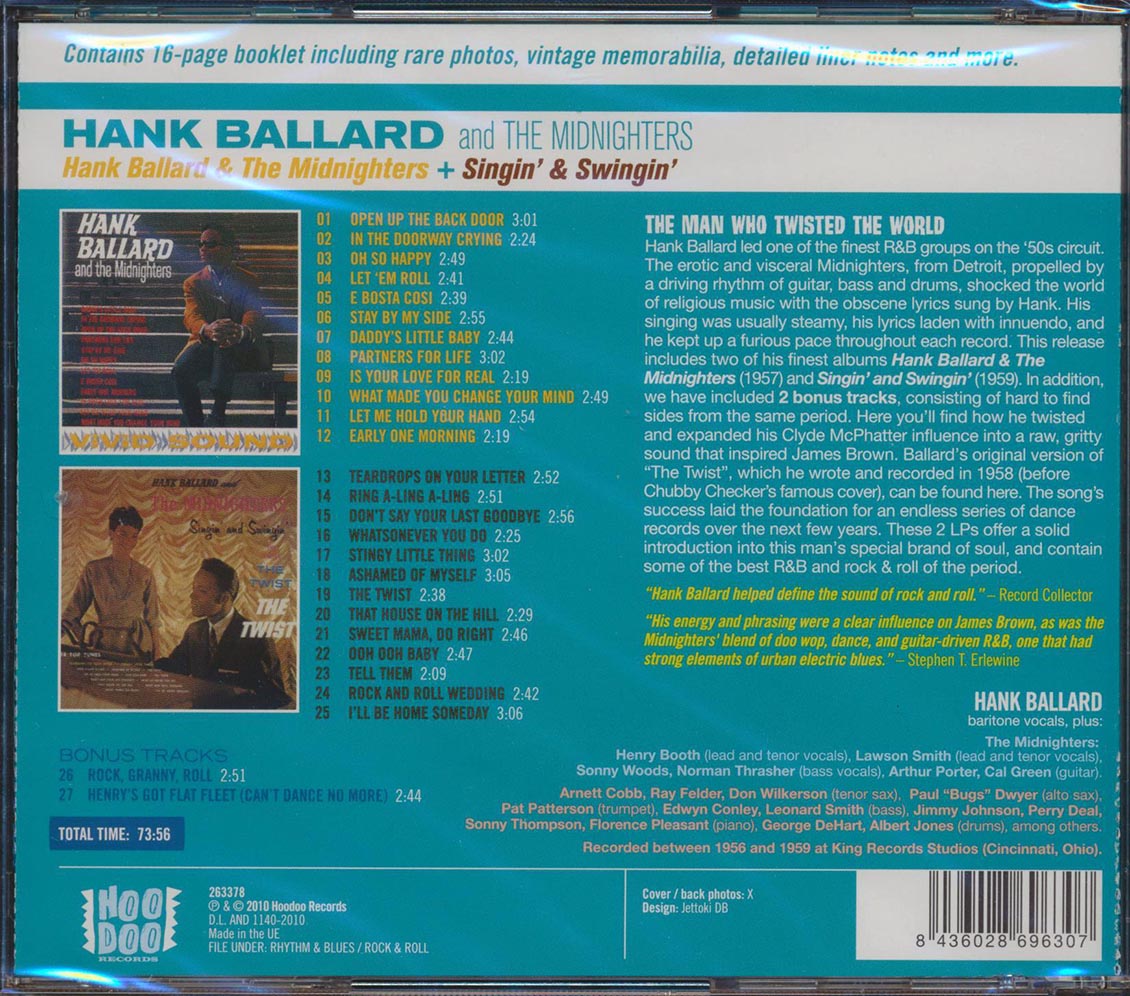 Contains 16-page booklet including rare photos, vintage memorabilia, detailed liner notes and more.
HANK BALLARD and THE MIDNIGHTERS
Hank Ballard & The Midnighters + Singin' & Swingin'
HANK
BALLARD
and the Midnighters
VIVID SOUND
01 OPEN UP THE BACK DOOR 3:01
02 IN THE DOORWAY CRYING 2:24
03 OH SO HAPPY 2:49
04 LET 'EM ROLL 2:41
05 E BOSTA COSI 2:39
06 STAY BY MY SIDE 2:55
07 DADDY'S LITTLE BABY 2:44
08 PARTNERS FOR LIFE 3:02
09 IS YOUR LOVE FOR REAL 2:19
10 WHAT MADE YOU CHANGE YOUR MIND 2:49
11 LET ME HOLD YOUR HAND 2:54
12 EARLY ONE MORNING 2:19
HANK BALLARD and
The MIDNIGHTERS
Singin' and Swingin'
THE
TWIST
THE
TWIST
13 TEARDROPS ON YOUR LETTER 2:52
14 RING A-LING A-LING 2:51
15 DON'T SAY YOUR LAST GOODBYE 2:56
16 WHATSONEVER YOU DO 2:25
17 STINGY LITTLE THING 3:02
18 ASHAMED OF MYSELF 3:05
19 THE TWIST 2:38
20 THAT HOUSE ON THE HILL 2:29
21 SWEET MAMA, DO RIGHT 2:46
22 OOH OOH BABY 2:47
23 TELL THEM 2:09
24 ROCK AND ROLL WEDDING 2:42
25 I'LL BE HOME SOMEDAY 3:06
BONUS TRACKS
26 ROCK, GRANNY, ROLL 2:51
27 HENRY'S GOT FLAT FLEET (CAN'T DANCE NO MORE) 2:44
TOTAL TIME: 73:56
THE MAN WHO TWISTED THE WORLD
Hank Ballard led one of the finest R&B groups on the '50s circuit.
The erotic and visceral Midnighters, from Detroit, propelled by
a driving rhythm of guitar, bass and drums, shocked the world
of religious music with the obscene lyrics sung by Hank. His
singing was usually steamy, his lyrics laden with innuendo, and
he kept up a furious pace throughout each record. This release
includes two of his finest albums Hank Ballard & The
Midnighters (1957) and Singin' and Swingin' (1959). In addition,
we have included 2 bonus tracks, consisting of hard to find
sides from the same period. Here you'll find how he twisted
and expanded his Clyde McPhatter influence into a raw, gritty
sound that inspired James Brown. Ballard's original version of
"The Twist", which he wrote and recorded in 1958 (before
Chubby Checker's famous cover), can be found here. The song's
success laid the foundation for an endless series of dance
records over the next few years. These 2 LPs offer a solid
introduction into this man's special brand of soul, and contain
some of the best R&B and rock & roll of the period.
"Hank Ballard helped define the sound of rock and roll." – Record Collector
"His energy and phrasing were a clear influence on James Brown, as was the
Midnighters' blend of doo wop, dance, and guitar-driven R&B, one that had
strong elements of urban electric blues." – Stephen T. Erlewine
HANK BALLARD
baritone vocals, plus:
The Midnighters:
Henry Booth (lead and tenor vocals), Lawson Smith (lead and tenor vocals),
Sonny Woods, Norman Thrasher (bass vocals), Arthur Porter, Cal Green (guitar).
Arnett Cobb, Ray Felder, Don Wilkerson (tenor sax), Paul "Bugs" Dwyer (alto sax),
Pat Patterson (trumpet), Edwyn Conley, Leonard Smith (bass), Jimmy Johnson, Perry Deal,
Sonny Thompson, Florence Pleasant (piano), George DeHart, Albert Jones (drums), among others.
Recorded between 1956 and 1959 at King Records Studios (Cincinnati, Ohio).
HOO
DOO
RECORDS
263378
℗ & © 2010 Hoodoo Records
D.L. AND 1140-2010
Made in the UE
FILE UNDER: RHYTHM & BLUES / ROCK & ROLL
Cover / back photos: X
Design: Jettoki DB
8 436028 696307